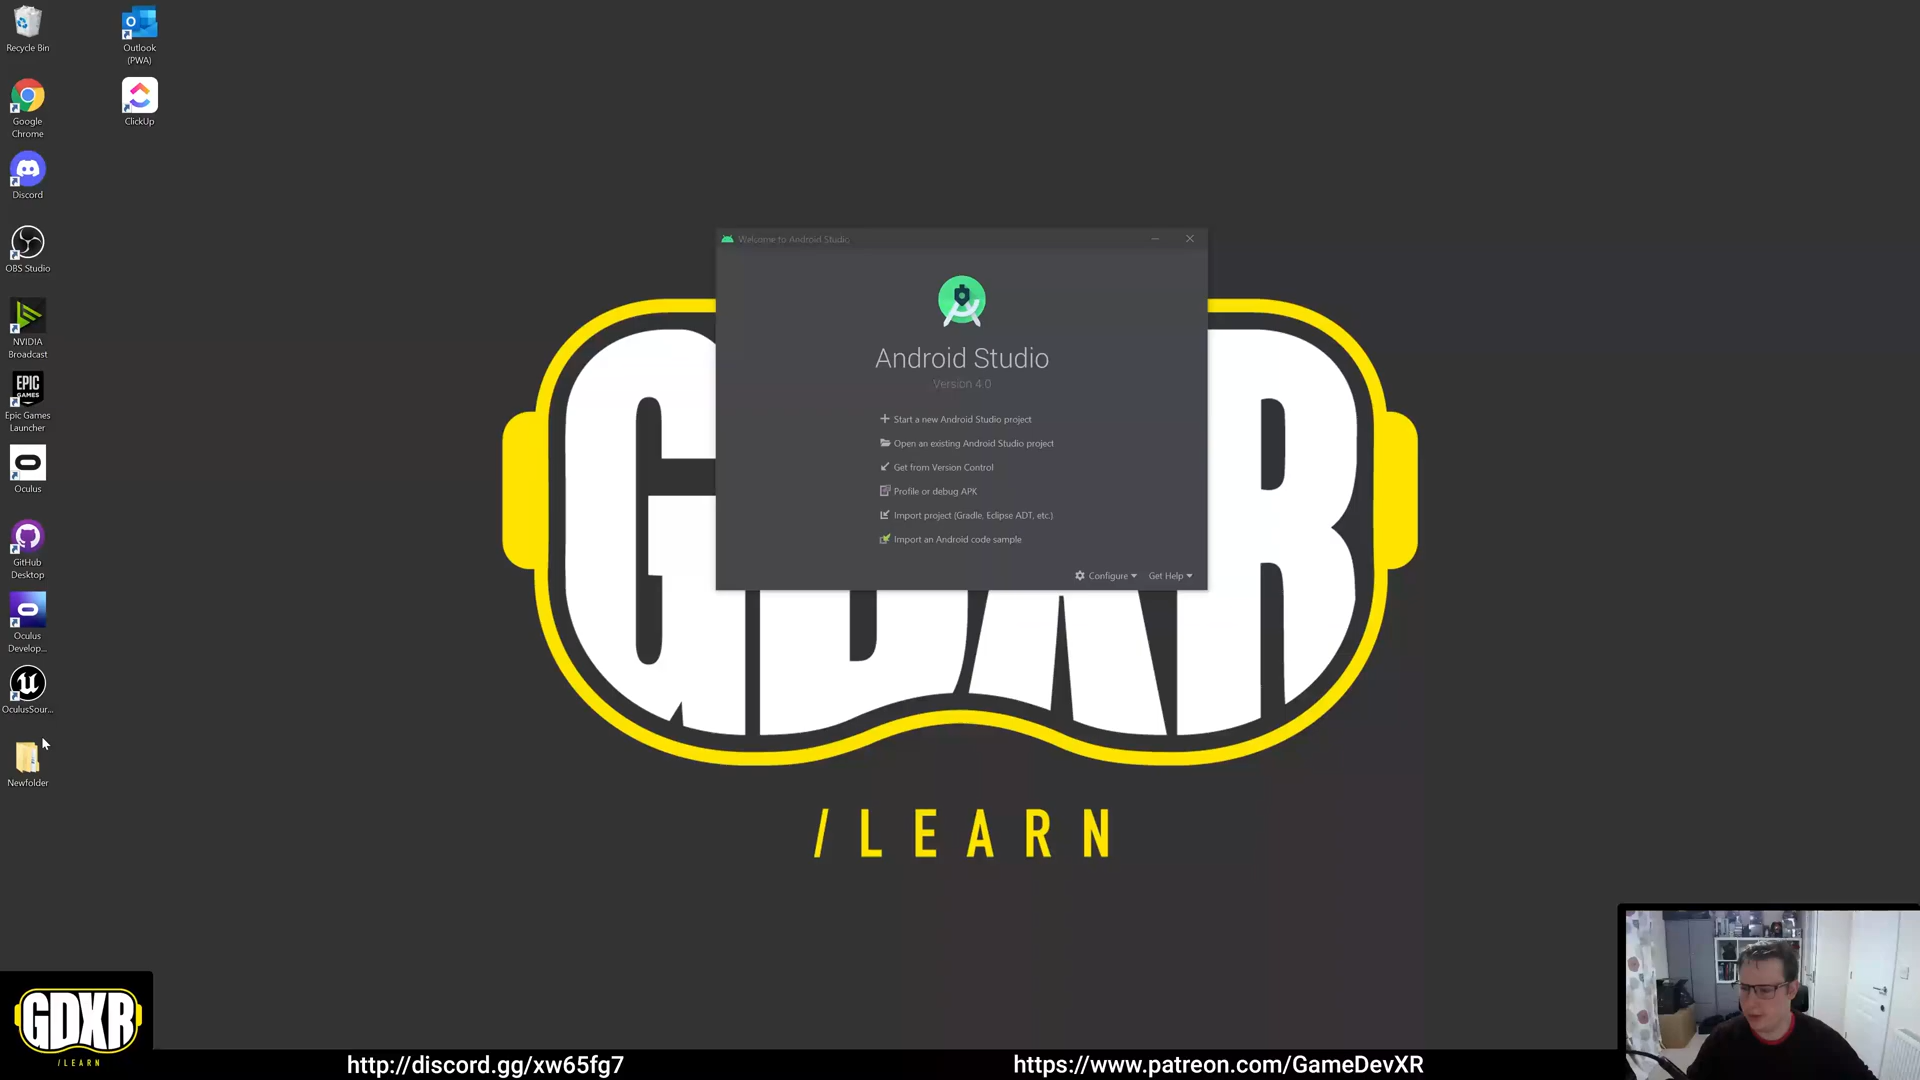 Recycle Bin
Outlook
(PWA)
Google
Chrome
ClickUp
Discord
OBS Studio
NVIDIA
Broadcast
EPIC
GAMES
Epic Games
Launcher
Oculus
GitHub
Desktop
Oculus
Develop...
OculusSour...
Newfolder
Welcome to Android Studio
Android Studio
Version 4.0
Start a new Android Studio project
Open an existing Android Studio project
Get from Version Control
Profile or debug APK
Import project (Gradle, Eclipse ADT, etc.)
Import an Android code sample
Configure
Get Help
GDXR
/LEARN
GDXR
/LEARN
http://discord.gg/xw65fg7
https://www.patreon.com/GameDevXR